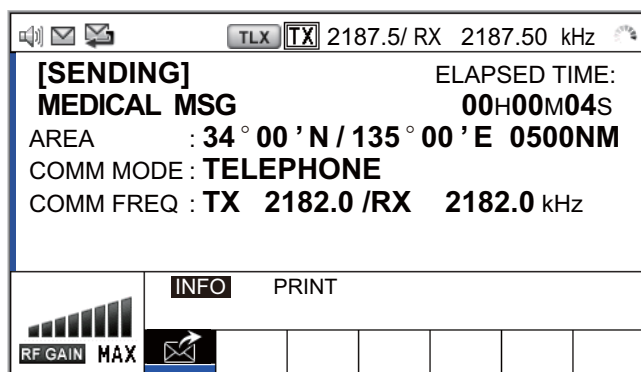 TLX TX 2187.5/ RX 2187.50 kHz
[SENDING] ELAPSED TIME:
MEDICAL MSG 00H00M04S
AREA : 34°00 ’N / 135°00 ’E 0500NM
COMM MODE : TELEPHONE
COMM FREQ : TX 2182.0 /RX 2182.0 kHz
INFO PRINT
RF GAIN MAX